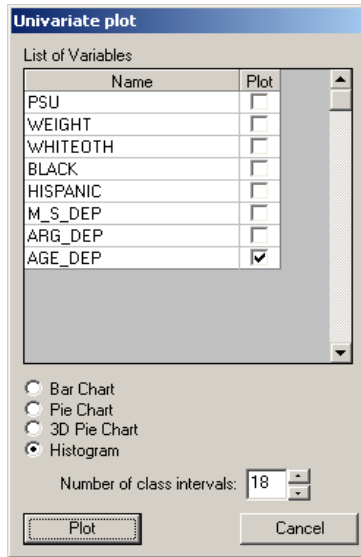 Univariate plot
List of Variables
Name Plot
PSU
WEIGHT
WHITEOTH
BLACK
HISPANIC
M_S_DEP
ARG_DEP
AGE_DEP
Bar Chart
Pie Chart
3D Pie Chart
Histogram
Number of class intervals: 18
Plot Cancel